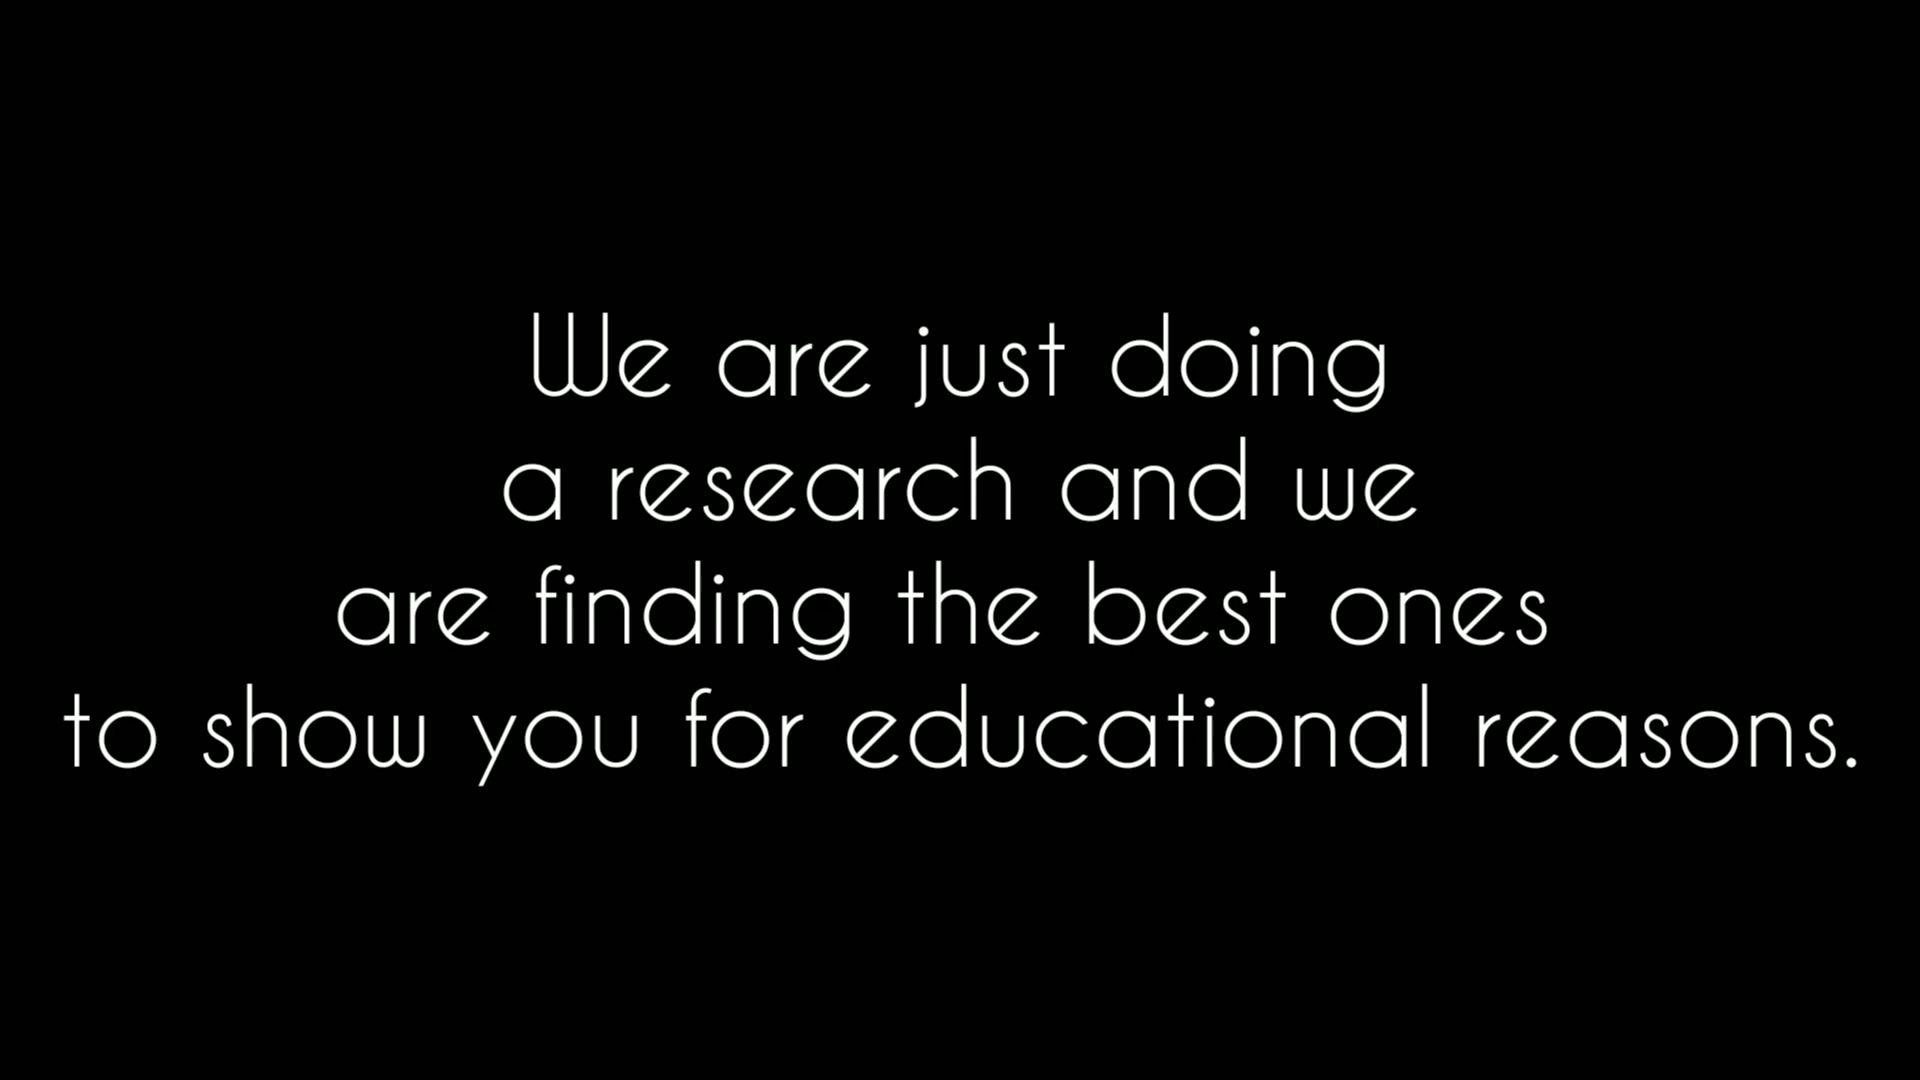 We are just doing
a research and we
are finding the best ones
to show you for educational reasons.